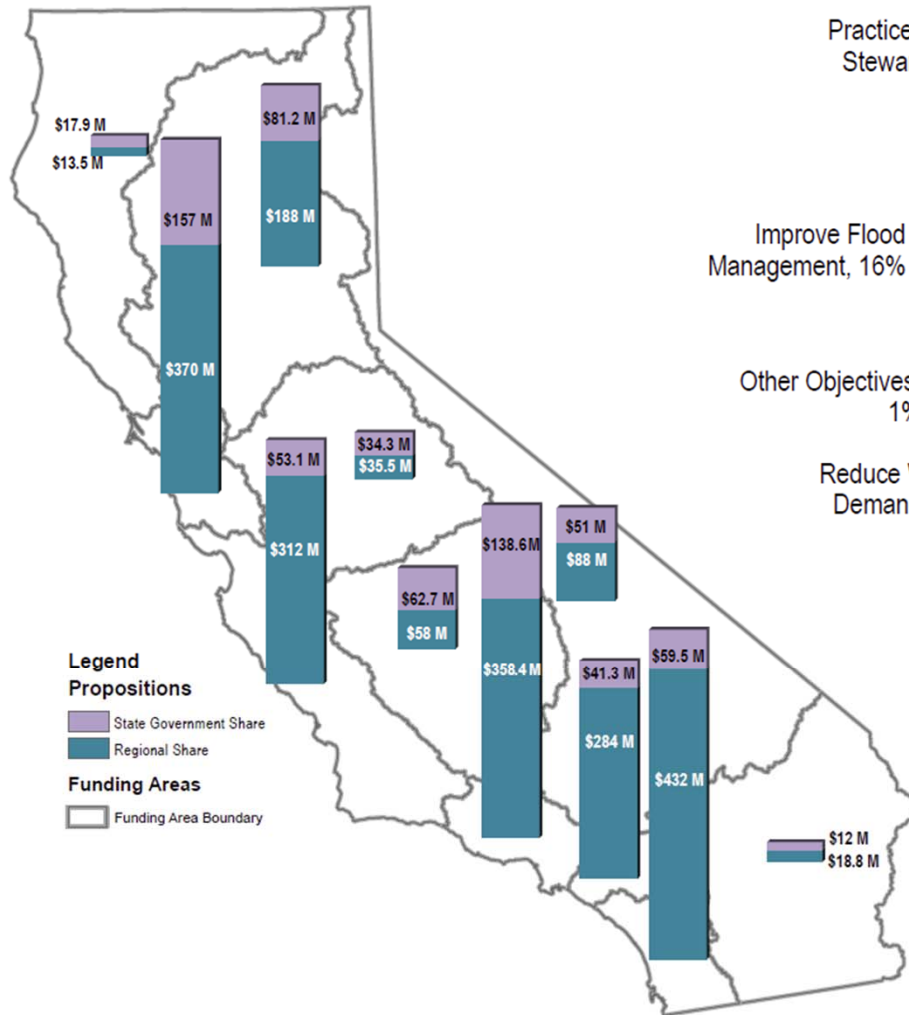 Practice
Stewa
$17.9 M
$13.5 M
$81.2 M
$188 M
$157 M
$370 M
Improve Flood
Management, 16%
Other Objectives
1%
Reduce
Deman
$53.1 M
$312 M
$34.3 M
$35.5 M
$138.6 M
$358.4 M
$51 M
$88 M
$62.7 M
$58 M
$41.3 M
$284 M
$59.5 M
$432 M
$12 M
$18.8 M
Legend
Propositions
State Government Share
Regional Share
Funding Areas
Funding Area Boundary